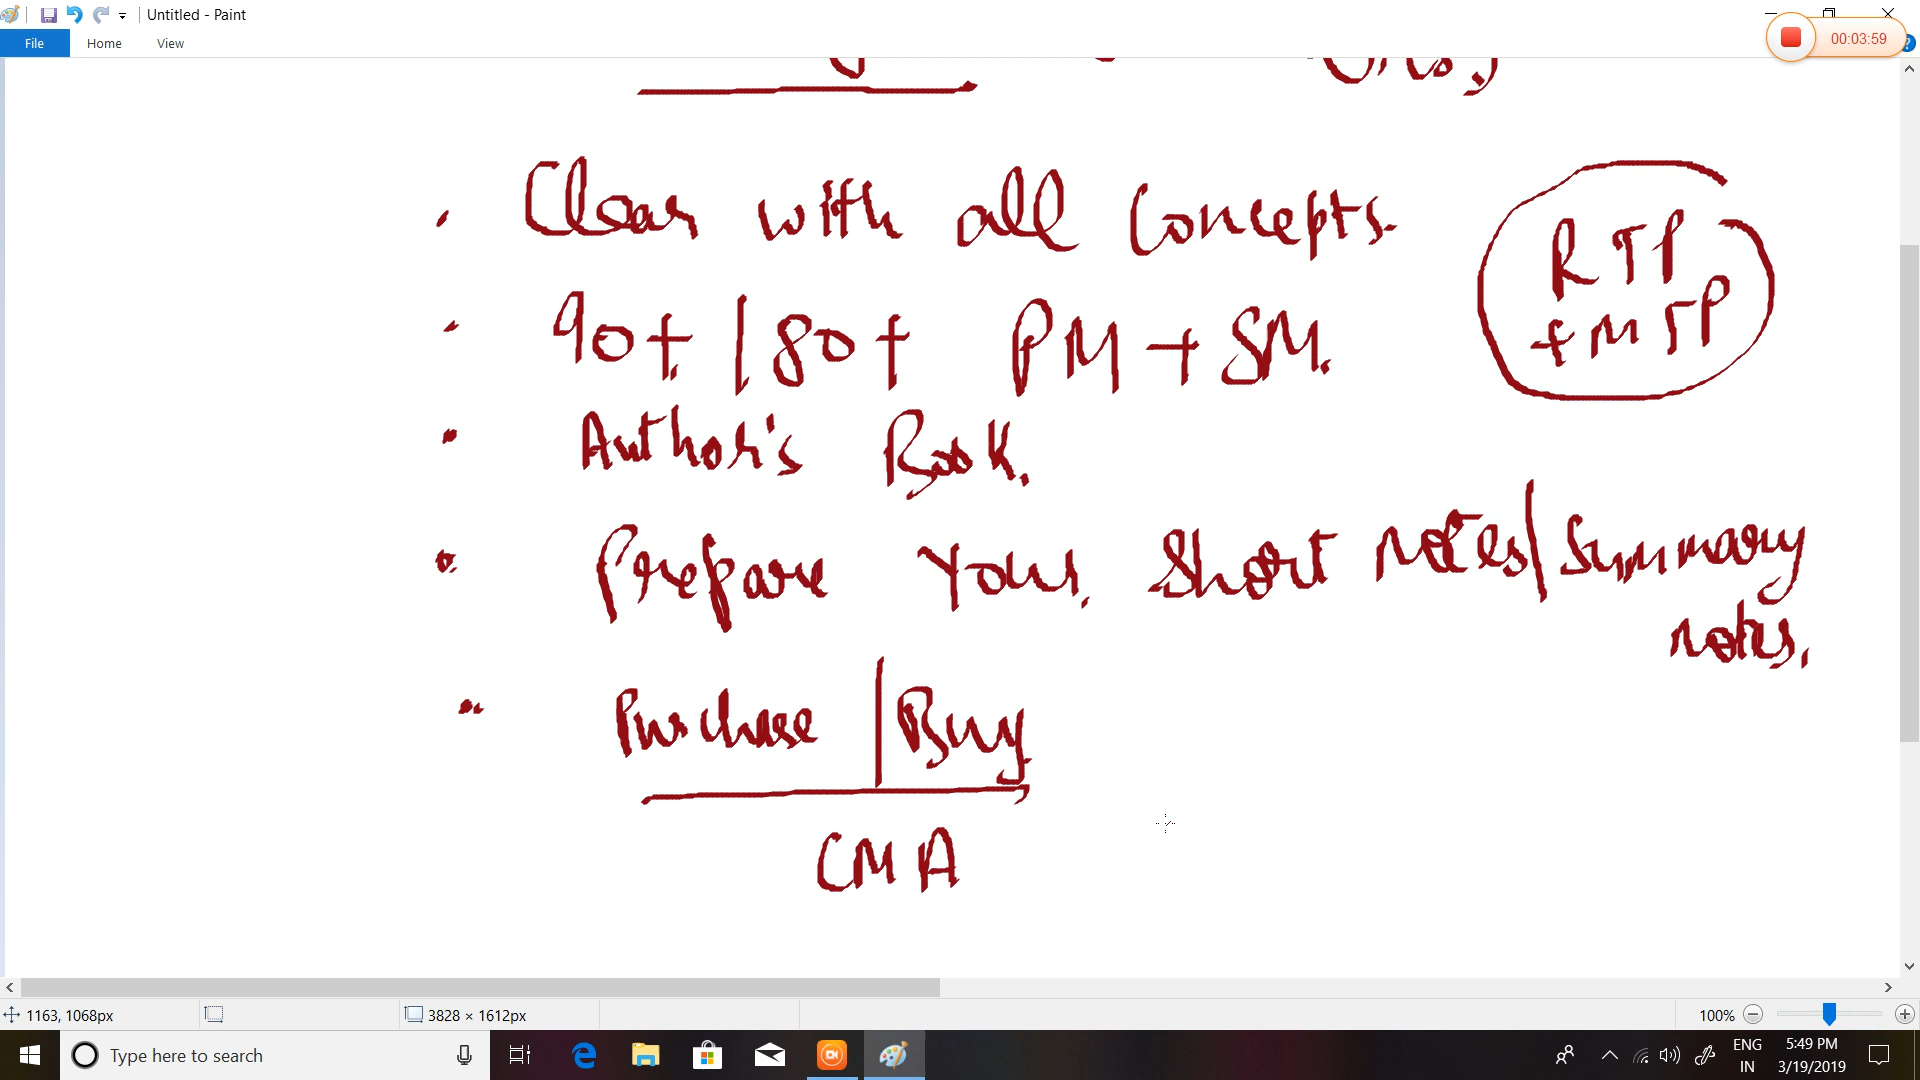 Untitled - Paint
00:03:59
File Home View
• Clear with all Concepts.
RTP
+ MTP
• 90+ | 80+ PM + SM.
• Author's Book.
• Prepare Your Short notes/Summary
notes.
• Purchase | Buy
CMA
1163, 1068px
3828 × 1612px
100%
Type here to search
ENG
IN
5:49 PM
3/19/2019